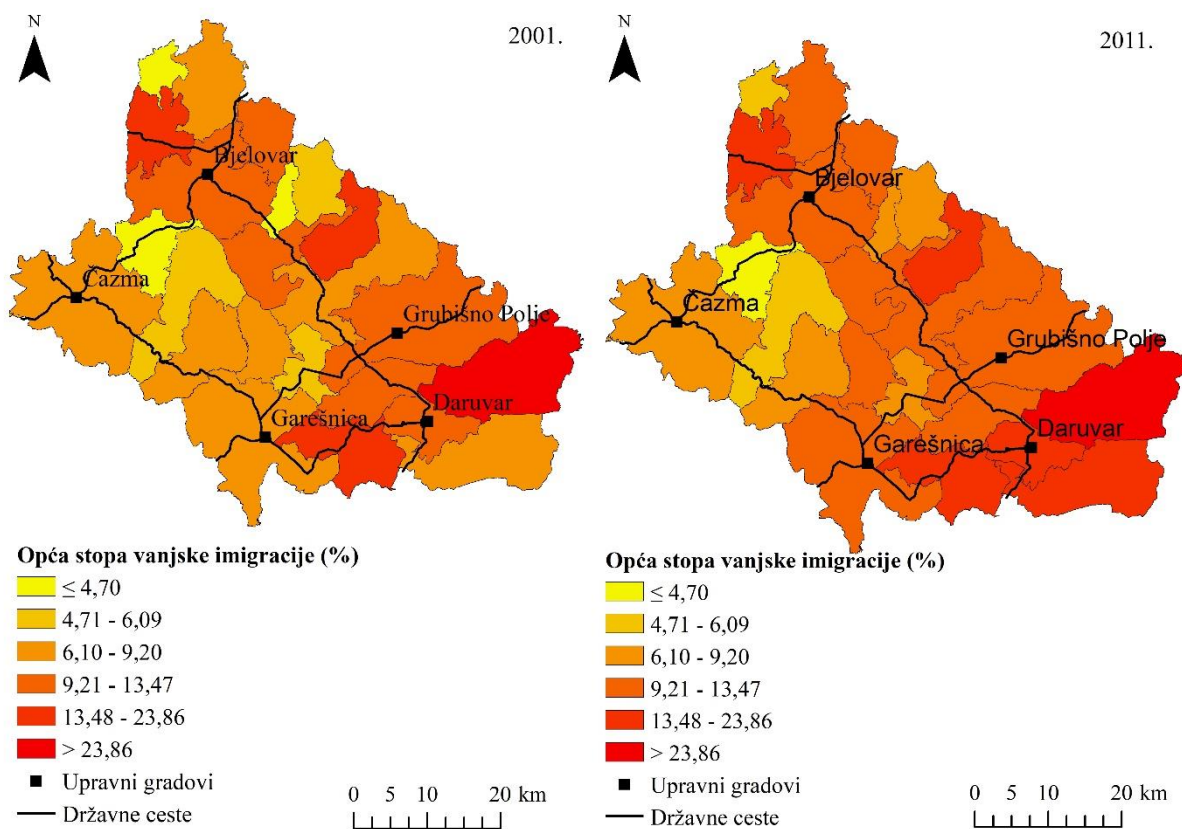 N
2001.
Bjelovar
Čazma
Grubišno Polje
Garešnica
Daruvar
Opća stopa vanjske imigracije (%)
≤ 4,70
4,71 - 6,09
6,10 - 9,20
9,21 - 13,47
13,48 - 23,86
> 23,86
Upravni gradovi
Državne ceste
0 5 10 20 km
N
2011.
Bjelovar
Čazma
Grubišno Polje
Garešnica
Daruvar
Opća stopa vanjske imigracije (%)
≤ 4,70
4,71 - 6,09
6,10 - 9,20
9,21 - 13,47
13,48 - 23,86
> 23,86
Upravni gradovi
Državne ceste
0 5 10 20 km